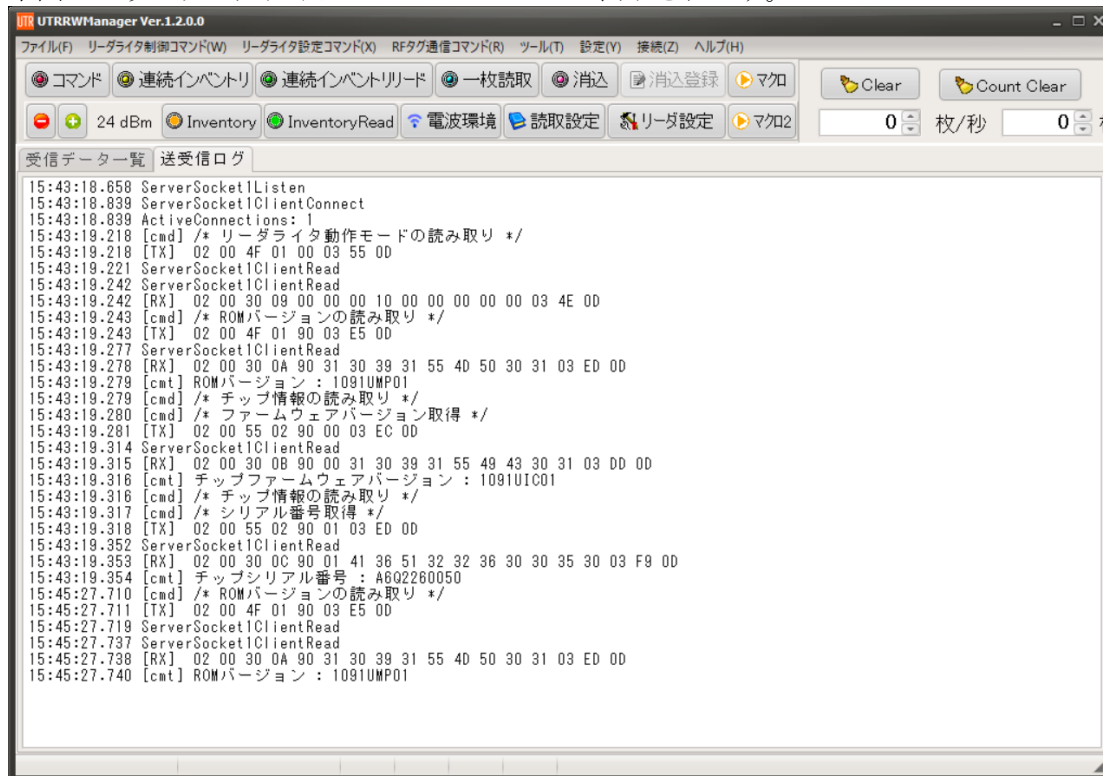 UTR UTRRWManager Ver.1.2.0.0
ファイル(F) リーダライタ制御コマンド(W) リーダライタ設定コマンド(X) RFタグ通信コマンド(R) ツール(T) 設定(Y) 接続(Z) ヘルプ(H)
コマンド 連続インベントリ 連続インベントリリード 一枚読取 消込 消込登録 マクロ Clear Count Clear
24 dBm Inventory InventoryRead 電波環境 読取設定 リーダ設定 マクロ2 0 枚/秒 0
受信データ一覧 送受信ログ
15:43:18.658 ServerSocket1Listen
15:43:18.839 ServerSocket1ClientConnect
15:43:18.839 ActiveConnections: 1
15:43:19.218 [cmd] /* リーダライタ動作モードの読み取り */
15:43:19.218 [TX] 02 00 4F 01 00 03 55 0D
15:43:19.221 ServerSocket1ClientRead
15:43:19.242 ServerSocket1ClientRead
15:43:19.242 [RX] 02 00 30 09 00 00 00 10 00 00 00 00 00 03 4E 0D
15:43:19.243 [cmd] /* ROMバージョンの読み取り */
15:43:19.243 [TX] 02 00 4F 01 90 03 E5 0D
15:43:19.277 ServerSocket1ClientRead
15:43:19.278 [RX] 02 00 30 0A 90 31 30 39 31 55 4D 50 30 31 03 ED 0D
15:43:19.279 [cmt] ROMバージョン : 1091UMP01
15:43:19.279 [cmd] /* チップ情報の読み取り */
15:43:19.280 [cmd] /* ファームウェアバージョン取得 */
15:43:19.281 [TX] 02 00 55 02 90 00 03 EC 0D
15:43:19.314 ServerSocket1ClientRead
15:43:19.315 [RX] 02 00 30 0B 90 00 31 30 39 31 55 49 43 30 31 03 DD 0D
15:43:19.316 [cmt] チップファームウェアバージョン : 1091UIC01
15:43:19.316 [cmd] /* チップ情報の読み取り */
15:43:19.317 [cmd] /* シリアル番号取得 */
15:43:19.318 [TX] 02 00 55 02 90 01 03 ED 0D
15:43:19.352 ServerSocket1ClientRead
15:43:19.353 [RX] 02 00 30 0C 90 01 41 36 51 32 32 36 30 30 35 30 03 F9 0D
15:43:19.354 [cmt] チップシリアル番号 : A6Q2260050
15:45:27.710 [cmd] /* ROMバージョンの読み取り */
15:45:27.711 [TX] 02 00 4F 01 90 03 E5 0D
15:45:27.719 ServerSocket1ClientRead
15:45:27.737 ServerSocket1ClientRead
15:45:27.738 [RX] 02 00 30 0A 90 31 30 39 31 55 4D 50 30 31 03 ED 0D
15:45:27.740 [cmt] ROMバージョン : 1091UMP01